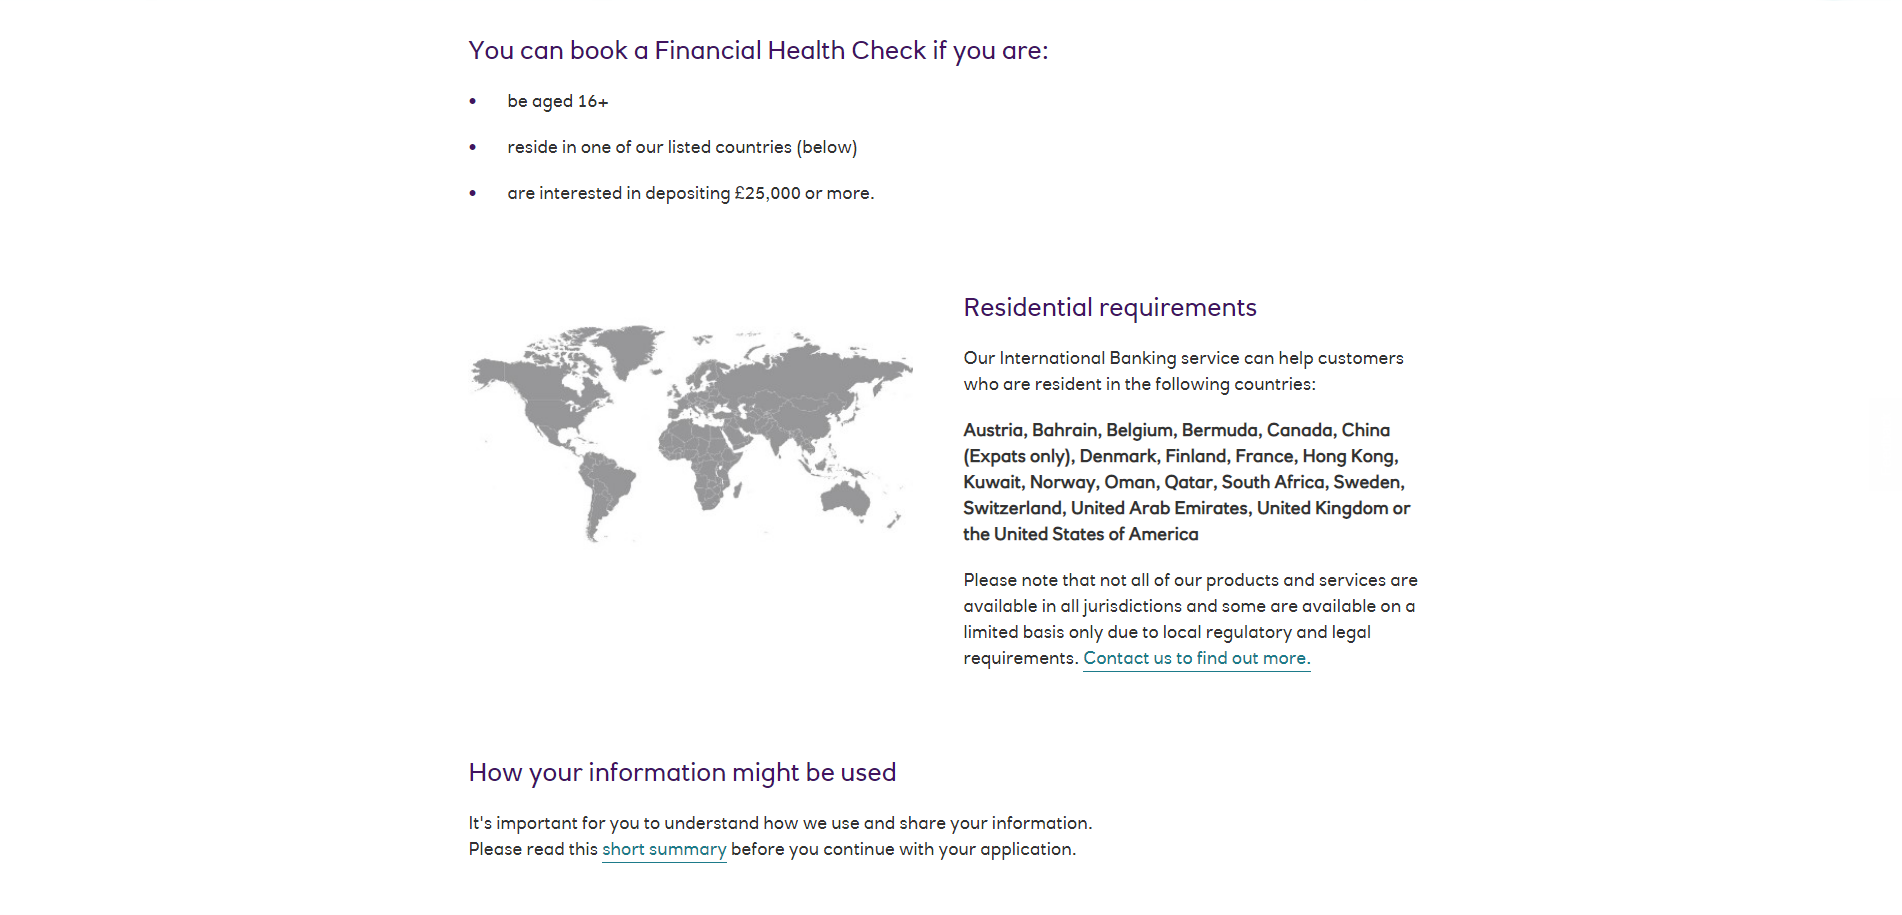 You can book a Financial Health Check if you are:
• be aged 16+
• reside in one of our listed countries (below)
• are interested in depositing £25,000 or more.
Residential requirements
Our International Banking service can help customers
who are resident in the following countries:
Austria, Bahrain, Belgium, Bermuda, Canada, China
(Expats only), Denmark, Finland, France, Hong Kong,
Kuwait, Norway, Oman, Qatar, South Africa, Sweden,
Switzerland, United Arab Emirates, United Kingdom or
the United States of America
Please note that not all of our products and services are
available in all jurisdictions and some are available on a
limited basis only due to local regulatory and legal
requirements. Contact us to find out more.
How your information might be used
It's important for you to understand how we use and share your information.
Please read this short summary before you continue with your application.